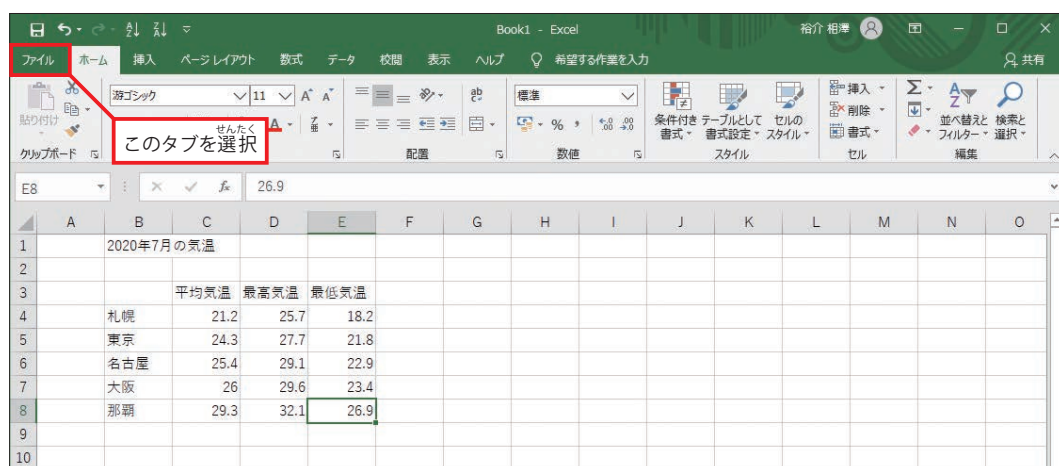 Book1 - Excel
裕介 相澤
ファイル ホーム 挿入 ページ レイアウト 数式 データ 校閲 表示 ヘルプ 希望する作業を入力 共有
貼り付け
游ゴシック 11 A A
ab
標準
% , .00 .0 .00
条件付き書式 テーブルとして書式設定 セルのスタイル
挿入
削除
書式
Σ
並べ替えと フィルター 検索と 選択
クリップボード 配置 数値 スタイル セル 編集
せんたく
このタブを選択
E8 fx 26.9
A B C D E F G H I J K L M N O
1 2020年7月の気温
2
3 平均気温 最高気温 最低気温
4 札幌 21.2 25.7 18.2
5 東京 24.3 27.7 21.8
6 名古屋 25.4 29.1 22.9
7 大阪 26 29.6 23.4
8 那覇 29.3 32.1 26.9
9
10